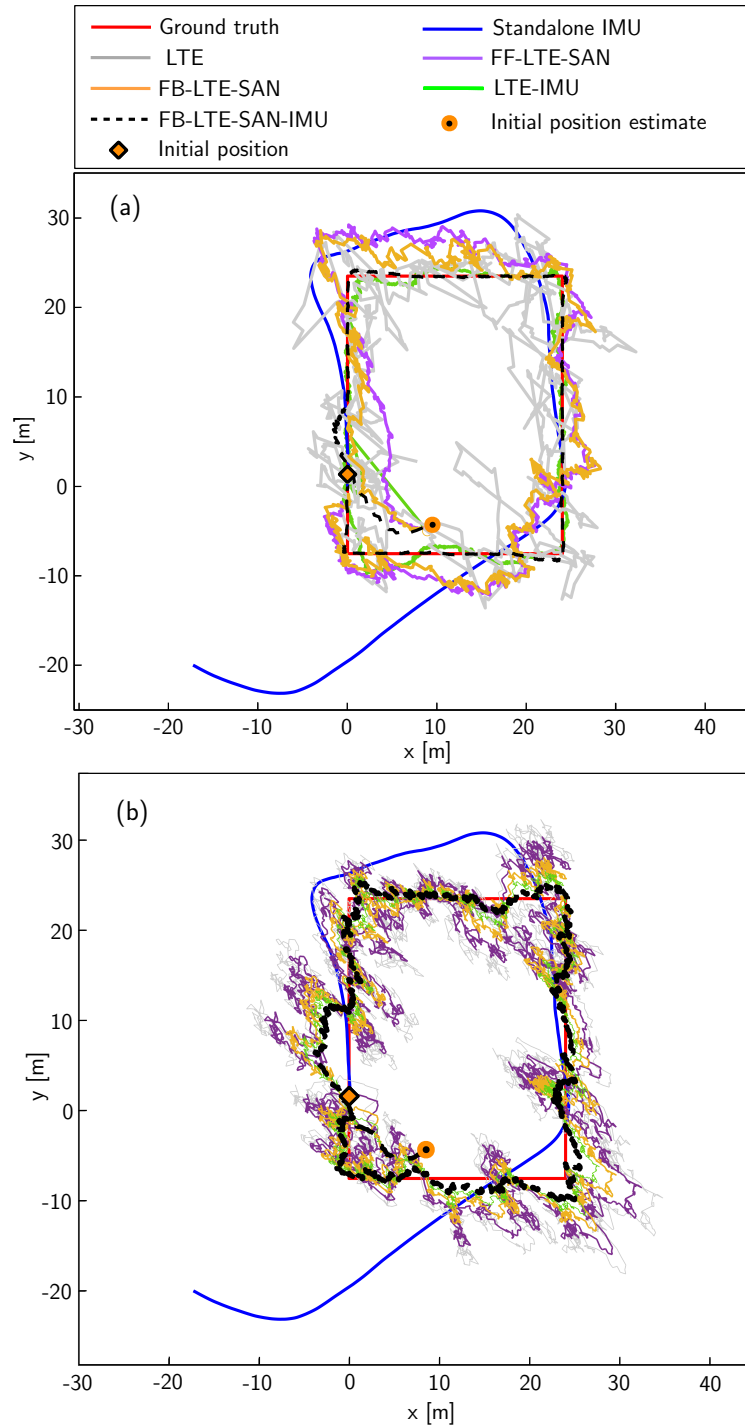 Ground truth
Standalone IMU
LTE
FF-LTE-SAN
FB-LTE-SAN
LTE-IMU
FB-LTE-SAN-IMU
Initial position estimate
Initial position
(a)
30
20
10
0
-10
-20
y [m]
-30 -20 -10 0 10 20 30 40
x [m]
(b)
30
20
10
0
-10
-20
y [m]
-30 -20 -10 0 10 20 30 40
x [m]